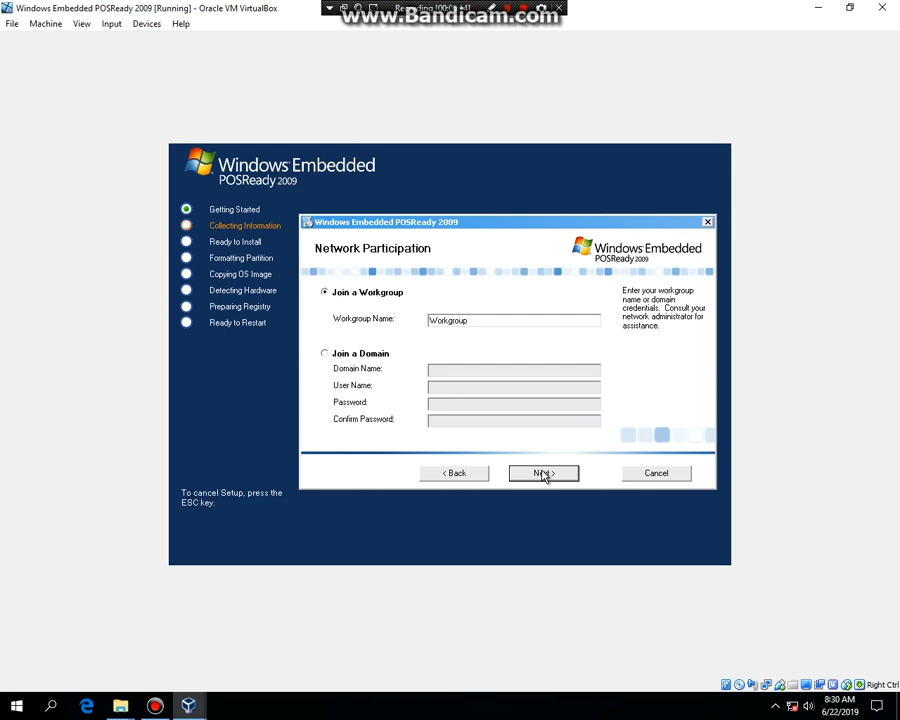 Windows Embedded POSReady 2009 [Running] - Oracle VM VirtualBox
www.Bandicam.com
File Machine View Input Devices Help
Windows Embedded
POSReady 2009
Getting Started
Collecting Information
Ready to Install
Formatting Partition
Copying OS Image
Detecting Hardware
Preparing Registry
Ready to Restart
To cancel Setup, press the
ESC key.
Windows Embedded POSReady 2009
Network Participation
Windows Embedded
POSReady 2009
Join a Workgroup
Workgroup Name: Workgroup
Join a Domain
Domain Name:
User Name:
Password:
Confirm Password:
Enter your workgroup
name or domain
credentials. Consult your
network administrator for
assistance.
< Back Next > Cancel
Right Ctrl
8:30 AM
6/22/2019